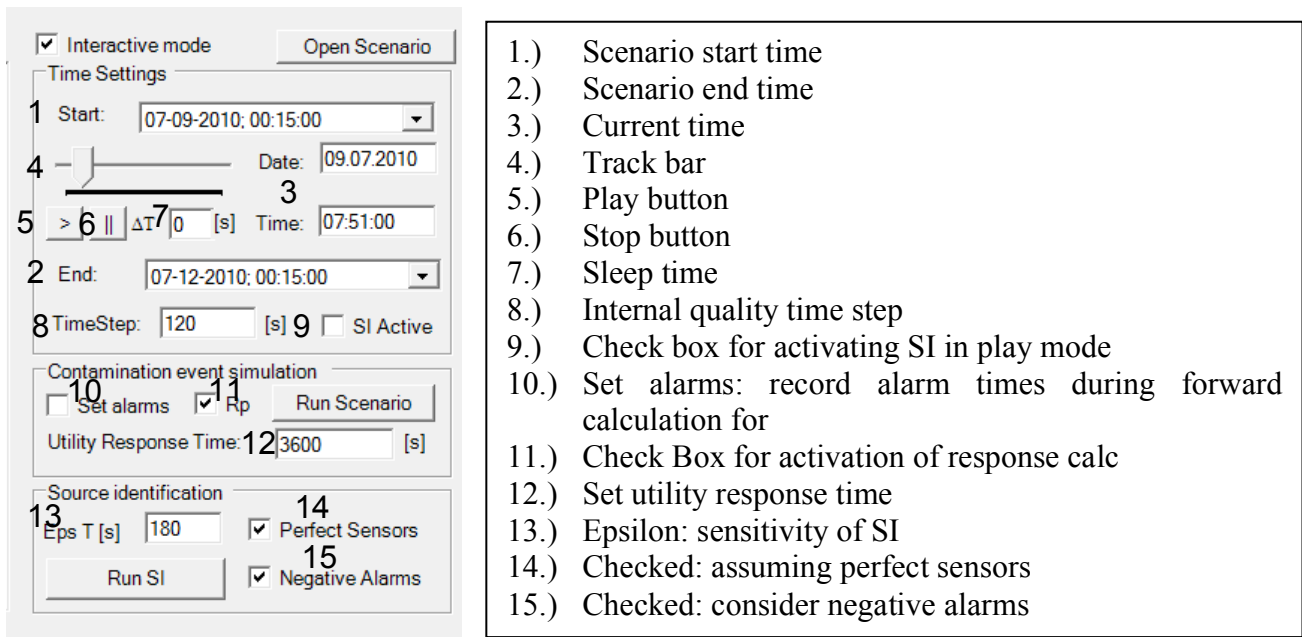 Interactive mode Open Scenario
Time Settings
1 Start: 07-09-2010; 00:15:00
4 Date: 09.07.2010
3
5 > 6 || ΔT 7 0 [s] Time: 07:51:00
2 End: 07-12-2010; 00:15:00
8 TimeStep: 120 [s] 9 SI Active
Contamination event simulation
10 Set alarms 11 Rp Run Scenario
Utility Response Time: 12 3600 [s]
Source identification
13 Eps T [s] 180 14 Perfect Sensors
Run SI 15 Negative Alarms
1.) Scenario start time
2.) Scenario end time
3.) Current time
4.) Track bar
5.) Play button
6.) Stop button
7.) Sleep time
8.) Internal quality time step
9.) Check box for activating SI in play mode
10.) Set alarms: record alarm times during forward
calculation for
11.) Check Box for activation of response calc
12.) Set utility response time
13.) Epsilon: sensitivity of SI
14.) Checked: assuming perfect sensors
15.) Checked: consider negative alarms